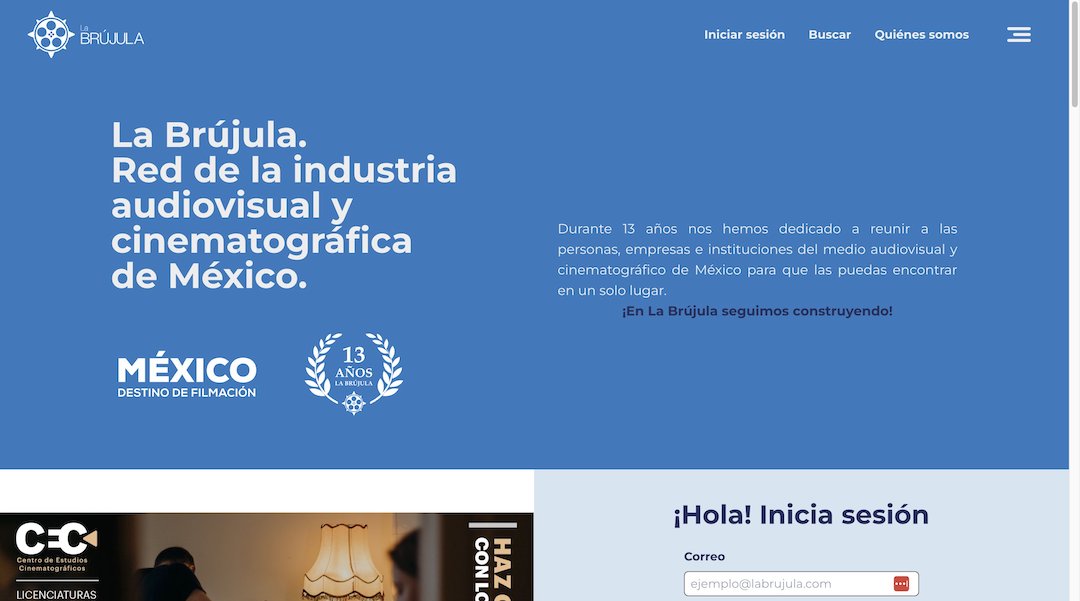 La
BRÚJULA
Iniciar sesión
Buscar
Quiénes somos
La Brújula.
Red de la industria
audiovisual y
cinematográfica
de México.
Durante 13 años nos hemos dedicado a reunir a las
personas, empresas e instituciones del medio audiovisual y
cinematográfico de México para que las puedas encontrar
en un solo lugar.
¡En La Brújula seguimos construyendo!
MÉXICO
DESTINO DE FILMACIÓN
13
AÑOS
LA BRÚJULA
CEC
Centro de Estudios
Cinematográficos
LICENCIATURAS
HAZ
CON LO
¡Hola! Inicia sesión
Correo
ejemplo@labrujula.com